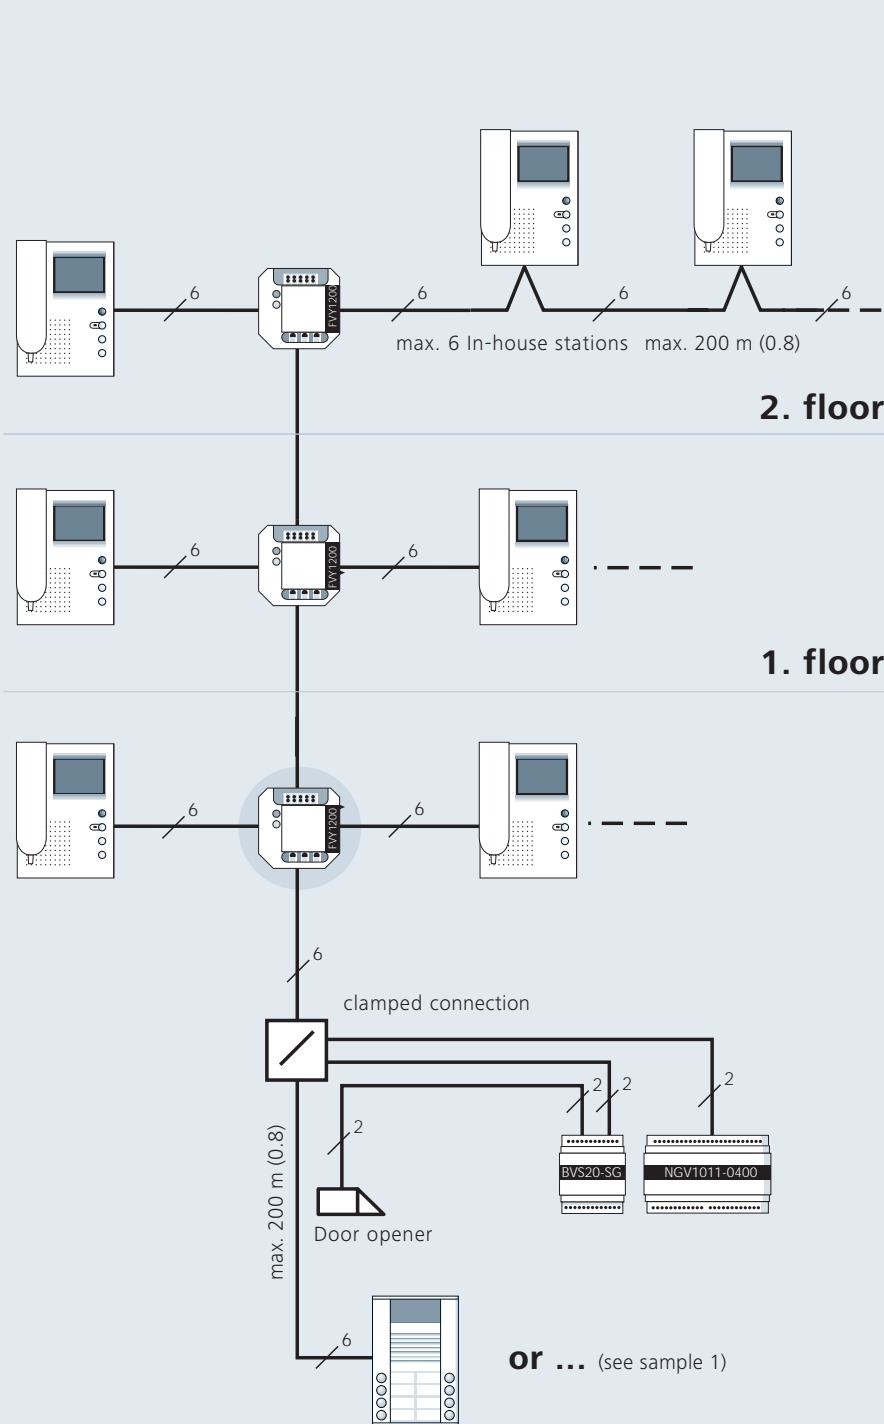 6
6
6
6
FVY1200
max. 6 In-house stations max. 200 m (0.8)
2. floor
6
6
FVY1200
1. floor
6
6
FVY1200
6
clamped connection
2
2
2
2
max. 200 m (0.8)
BVS20-SG
NGV1011-0400
Door opener
6
or ... (see sample 1)